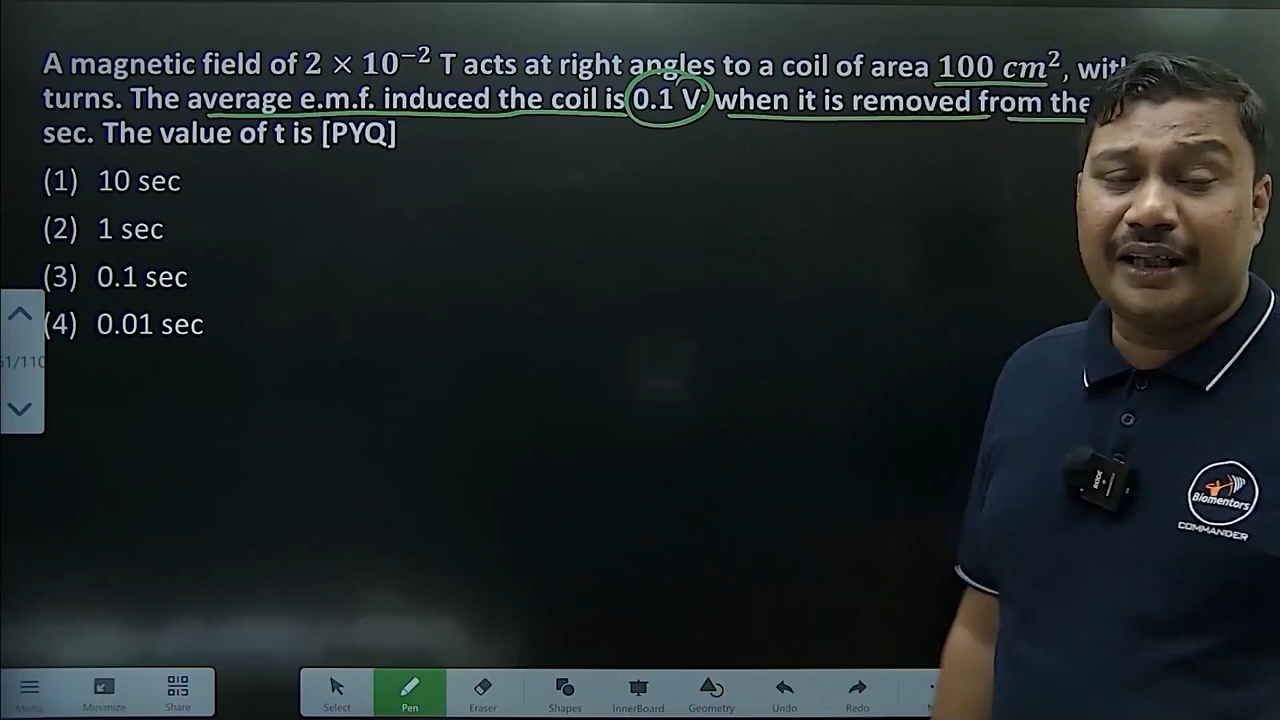 A magnetic field of 2 × 10⁻² T acts at right angles to a coil of area 100 cm², with
turns. The average e.m.f. induced the coil is 0.1 V, when it is removed from the
sec. The value of t is [PYQ]
(1) 10 sec
(2) 1 sec
(3) 0.1 sec
(4) 0.01 sec
51/110
Biomentors
COMMANDER
Menu
Minimize
Share
Select
Pen
Eraser
Shapes
InnerBoard
Geometry
Undo
Redo